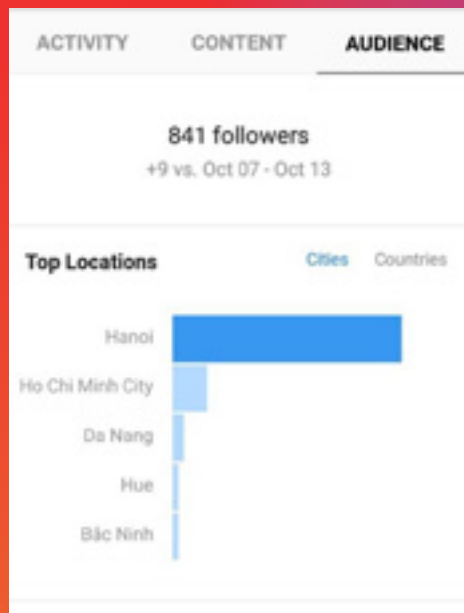 ACTIVITY CONTENT AUDIENCE
841 followers
+9 vs. Oct 07 - Oct 13
Top Locations Cities Countries
Hanoi
Ho Chi Minh City
Da Nang
Hue
Bắc Ninh